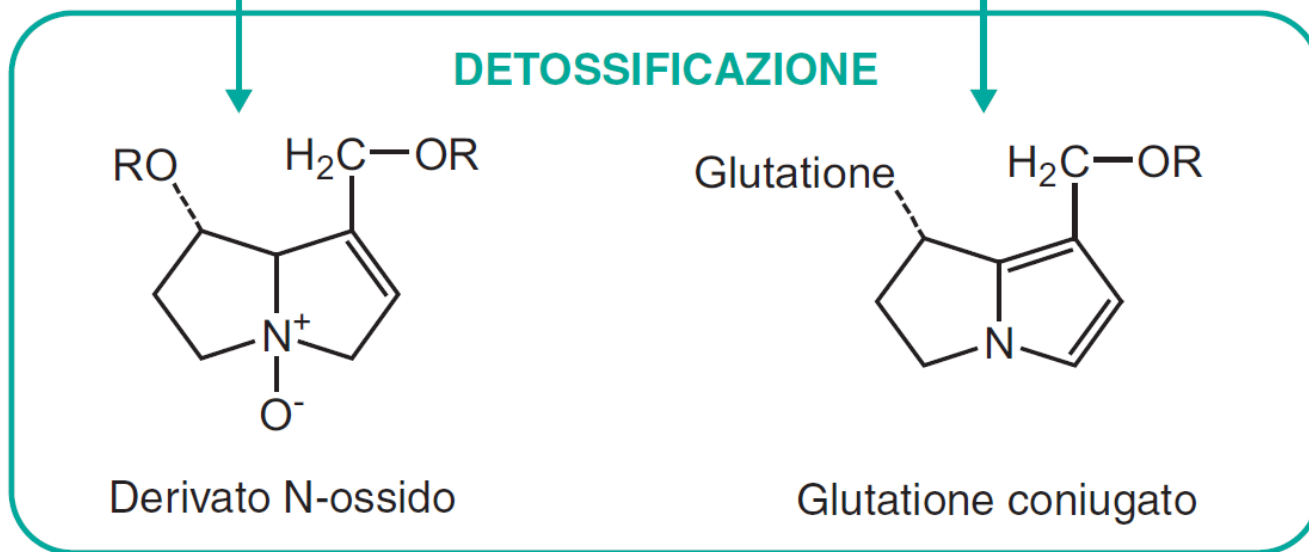 DETOSSIFICAZIONE
RO
H₂C—OR
N⁺
O⁻
Derivato N-ossido
Glutatione
H₂C—OR
N
Glutatione coniugato